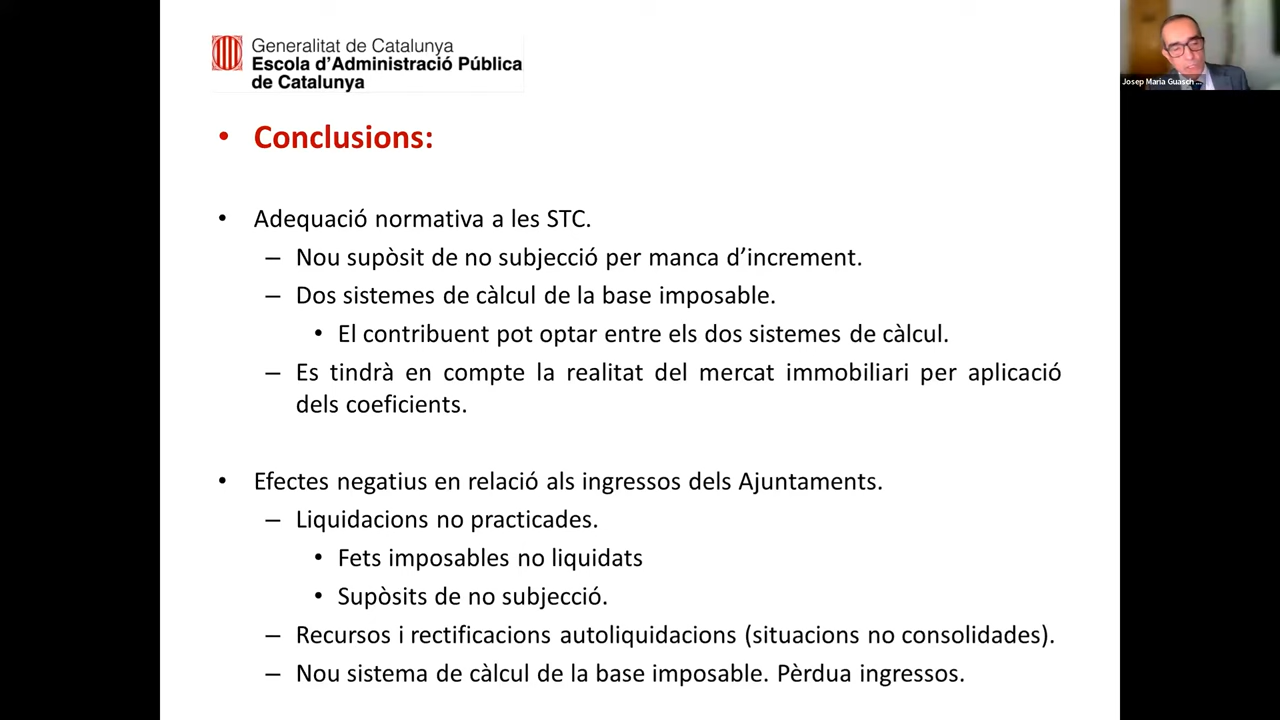 Generalitat de Catalunya
Escola d'Administració Pública
de Catalunya
Josep Maria Guasch ...
• Conclusions:
• Adequació normativa a les STC.
– Nou supòsit de no subjecció per manca d'increment.
– Dos sistemes de càlcul de la base imposable.
• El contribuent pot optar entre els dos sistemes de càlcul.
– Es tindrà en compte la realitat del mercat immobiliari per aplicació
dels coeficients.
• Efectes negatius en relació als ingressos dels Ajuntaments.
– Liquidacions no practicades.
• Fets imposables no liquidats
• Supòsits de no subjecció.
– Recursos i rectificacions autoliquidacions (situacions no consolidades).
– Nou sistema de càlcul de la base imposable. Pèrdua ingressos.